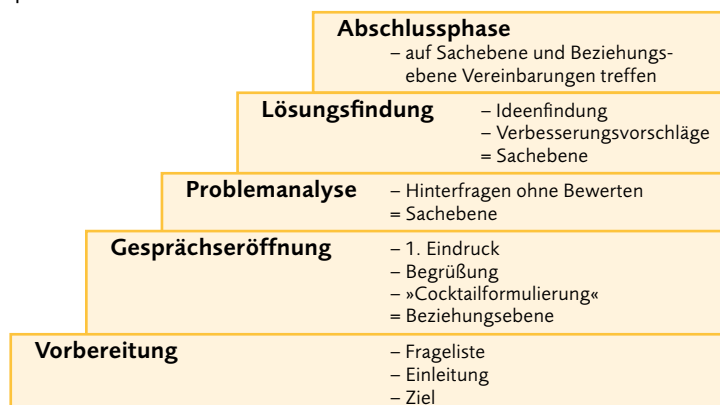 Abschlussphase
– auf Sachebene und Beziehungs-
ebene Vereinbarungen treffen
Lösungsfindung – Ideenfindung
– Verbesserungsvorschläge
= Sachebene
Problemanalyse – Hinterfragen ohne Bewerten
= Sachebene
Gesprächseröffnung – 1. Eindruck
– Begrüßung
– »Cocktailformulierung«
= Beziehungsebene
Vorbereitung – Frageliste
– Einleitung
– Ziel